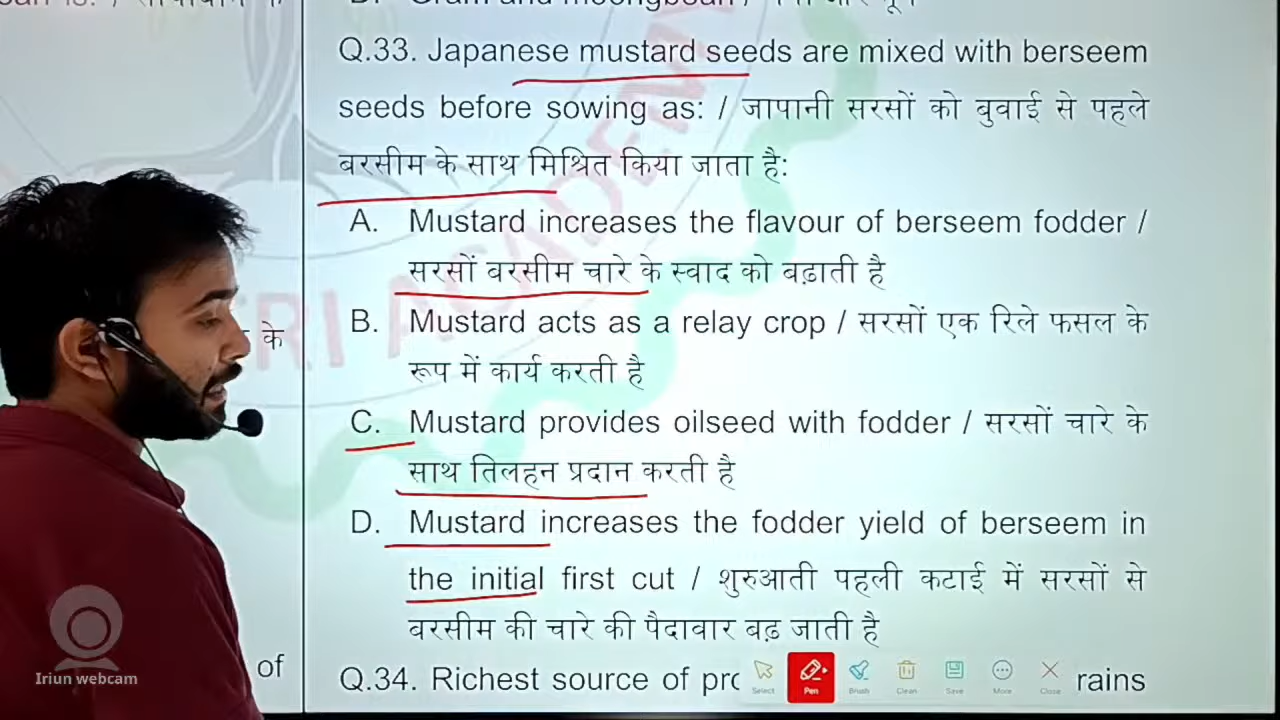 Q.33. Japanese mustard seeds are mixed with berseem
seeds before sowing as: / जापानी सरसों को बुवाई से पहले
बरसीम के साथ मिश्रित किया जाता है:
A. Mustard increases the flavour of berseem fodder /
सरसों बरसीम चारे के स्वाद को बढ़ाती है
B. Mustard acts as a relay crop / सरसों एक रिले फसल के
रूप में कार्य करती है
C. Mustard provides oilseed with fodder / सरसों चारे के
साथ तिलहन प्रदान करती है
D. Mustard increases the fodder yield of berseem in
the initial first cut / शुरुआती पहली कटाई में सरसों से
बरसीम की चारे की पैदावार बढ़ जाती है
Q.34. Richest source of rains
के
of
ACADEMY
Iriun webcam
Select Pen Brush Clean Save More Close